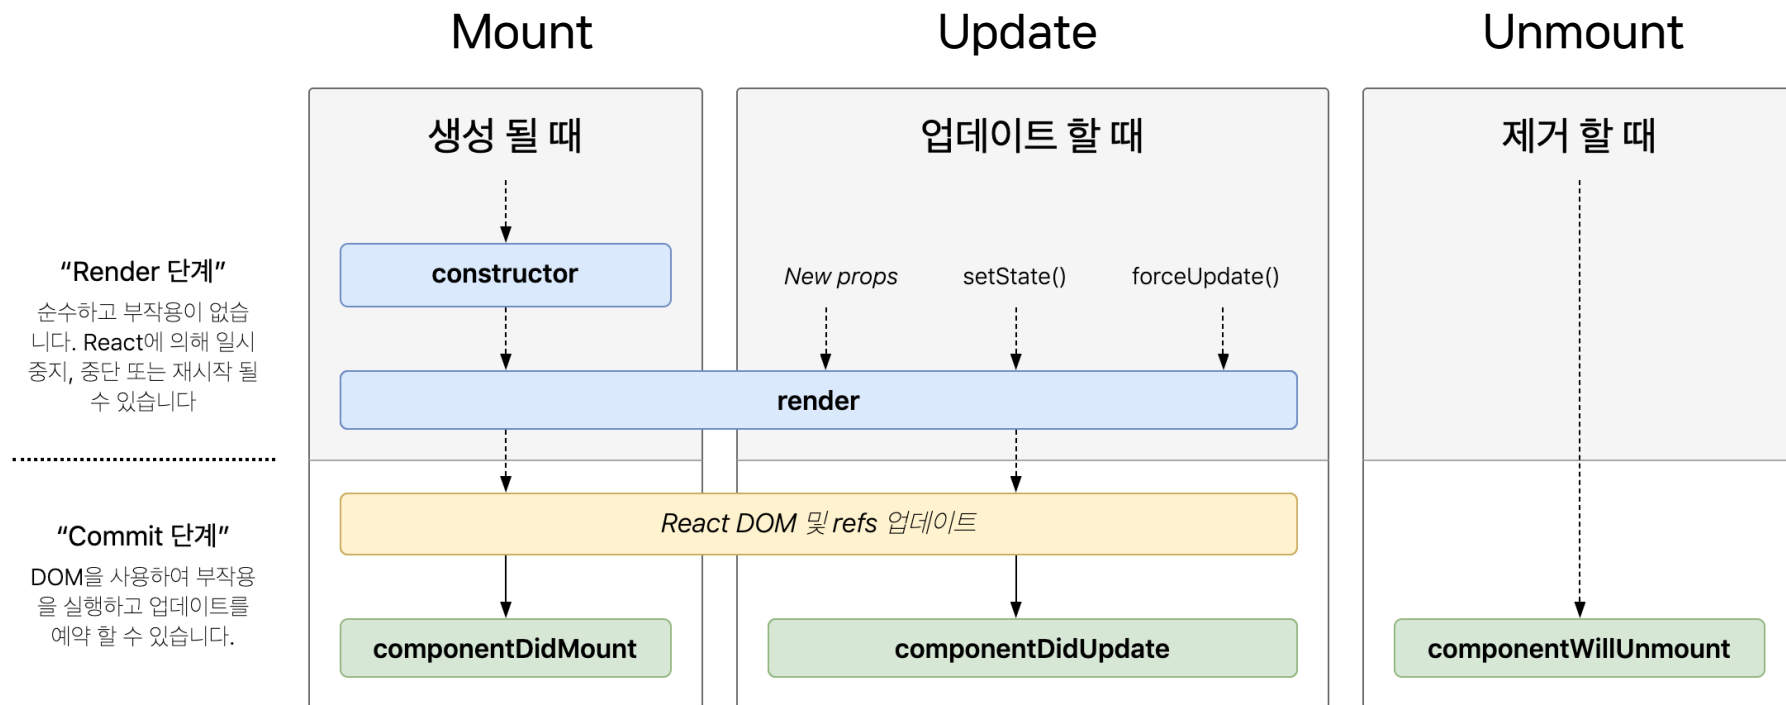 Mount
Update
Unmount
생성 될 때
업데이트 할 때
제거 할 때
“Render 단계”
순수하고 부작용이 없습
니다. React에 의해 일시
중지, 중단 또는 재시작 될
수 있습니다
constructor
New props
setState()
forceUpdate()
render
“Commit 단계”
DOM을 사용하여 부작용
을 실행하고 업데이트를
예약 할 수 있습니다.
React DOM 및 refs 업데이트
componentDidMount
componentDidUpdate
componentWillUnmount